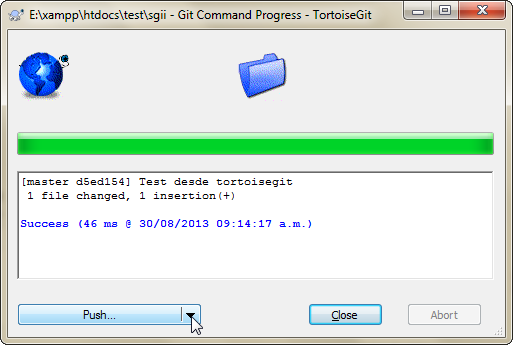 E:\xampp\htdocs\test\sgii - Git Command Progress - TortoiseGit
[master d5ed154] Test desde tortoisegit
1 file changed, 1 insertion(+)
Success (46 ms @ 30/08/2013 09:14:17 a.m.)
Push...
Close
Abort